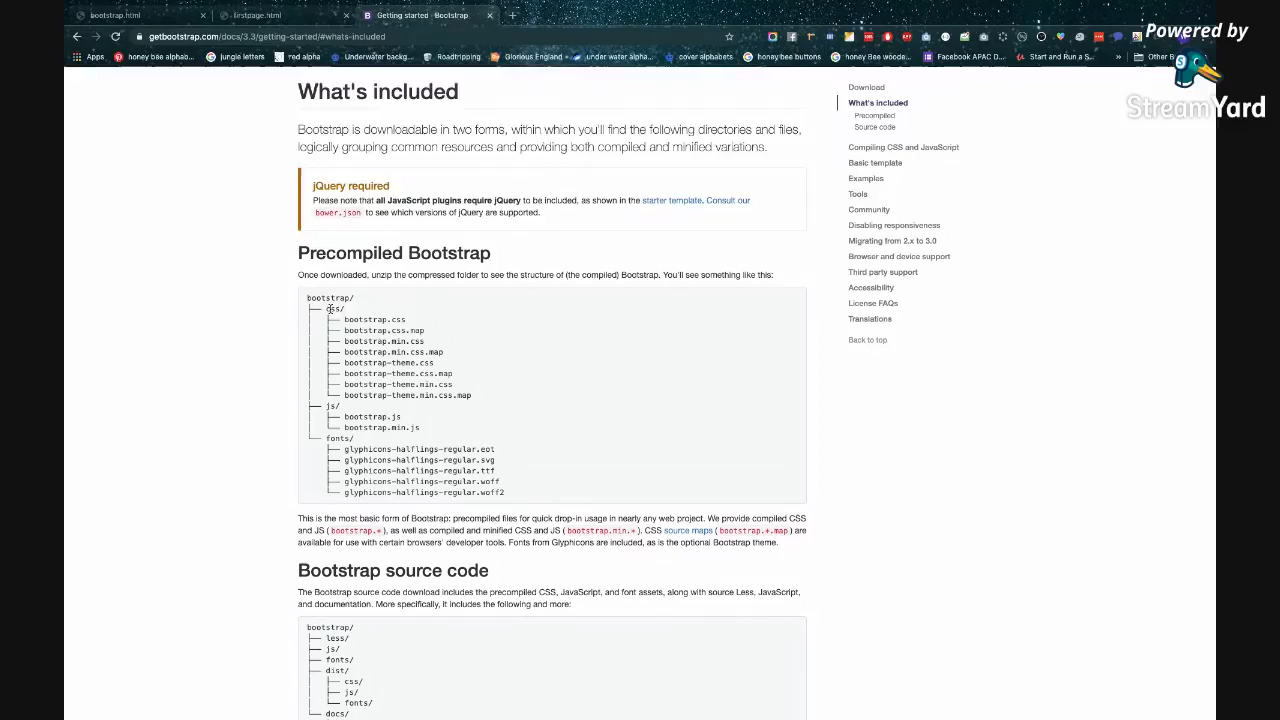 bootstrap.html
firstpage.html
Getting started · Bootstrap
getbootstrap.com/docs/3.3/getting-started/#whats-included
Apps
honey bee alphab...
jungle letters
red alpha
Underwater backg...
Roadtripping
Glorious England -...
under water alpha...
cover alphabets
honey bee buttons
honey Bee woode...
Facebook APAC D...
Start and Run a S...
»
Other B
Powered by
StreamYard
What's included
Bootstrap is downloadable in two forms, within which you'll find the following directories and files,
logically grouping common resources and providing both compiled and minified variations.
jQuery required
Please note that all JavaScript plugins require jQuery to be included, as shown in the starter template. Consult our
bower.json to see which versions of jQuery are supported.
Precompiled Bootstrap
Once downloaded, unzip the compressed folder to see the structure of (the compiled) Bootstrap. You'll see something like this:
bootstrap/
├── css/
│ ├── bootstrap.css
│ ├── bootstrap.css.map
│ ├── bootstrap.min.css
│ ├── bootstrap.min.css.map
│ ├── bootstrap-theme.css
│ ├── bootstrap-theme.css.map
│ ├── bootstrap-theme.min.css
│ └── bootstrap-theme.min.css.map
├── js/
│ ├── bootstrap.js
│ └── bootstrap.min.js
└── fonts/
├── glyphicons-halflings-regular.eot
├── glyphicons-halflings-regular.svg
├── glyphicons-halflings-regular.ttf
├── glyphicons-halflings-regular.woff
└── glyphicons-halflings-regular.woff2
This is the most basic form of Bootstrap: precompiled files for quick drop-in usage in nearly any web project. We provide compiled CSS
and JS (bootstrap.*), as well as compiled and minified CSS and JS (bootstrap.min.*). CSS source maps (bootstrap.*.map) are
available for use with certain browsers' developer tools. Fonts from Glyphicons are included, as is the optional Bootstrap theme.
Bootstrap source code
The Bootstrap source code download includes the precompiled CSS, JavaScript, and font assets, along with source Less, JavaScript,
and documentation. More specifically, it includes the following and more:
bootstrap/
├── less/
├── js/
├── fonts/
├── dist/
│ ├── css/
│ ├── js/
│ └── fonts/
└── docs/
Download
What's included
Precompiled
Source code
Compiling CSS and JavaScript
Basic template
Examples
Tools
Community
Disabling responsiveness
Migrating from 2.x to 3.0
Browser and device support
Third party support
Accessibility
License FAQs
Translations
Back to top